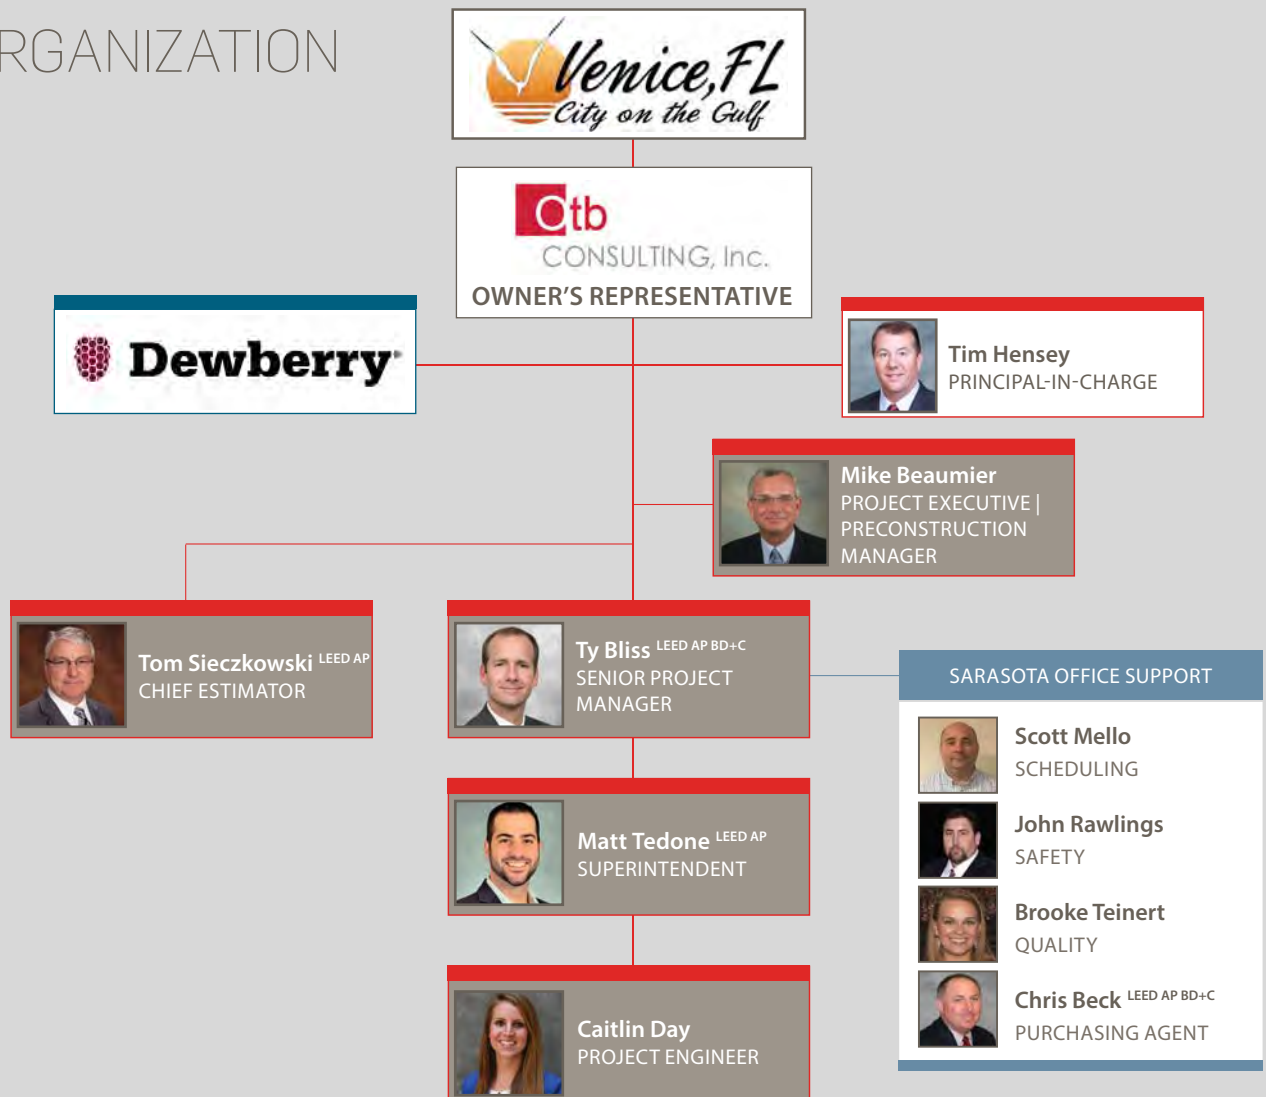 RGANIZATION
Venice, FL
City on the Gulf
Otb
CONSULTING, Inc.
OWNER'S REPRESENTATIVE
Dewberry®
Tim Hensey
PRINCIPAL-IN-CHARGE
Mike Beaumier
PROJECT EXECUTIVE |
PRECONSTRUCTION
MANAGER
Tom Sieczkowski LEED AP
CHIEF ESTIMATOR
Ty Bliss LEED AP BD+C
SENIOR PROJECT
MANAGER
Matt Tedone LEED AP
SUPERINTENDENT
Caitlin Day
PROJECT ENGINEER
SARASOTA OFFICE SUPPORT
Scott Mello
SCHEDULING
John Rawlings
SAFETY
Brooke Teinert
QUALITY
Chris Beck LEED AP BD+C
PURCHASING AGENT